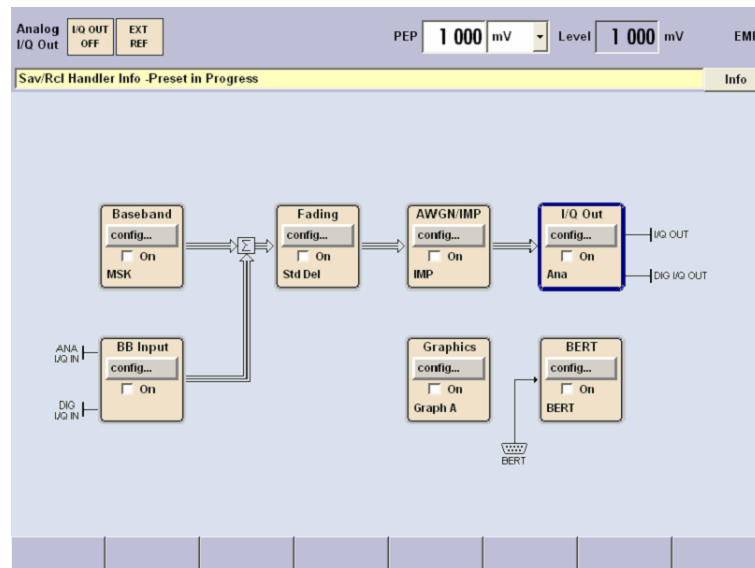 Analog I/Q Out
I/Q OUT OFF
EXT REF
PEP 1 000 mV
Level 1 000 mV
EMI
Sav/Rcl Handler Info -Preset in Progress
Info
Baseband
config...
On
MSK
Σ
Fading
config...
On
Std Del
AWGN/IMP
config...
On
IMP
I/Q Out
config...
On
Ana
I/Q OUT
DIG I/Q OUT
ANA I/Q IN
DIG I/Q IN
BB Input
config...
On
Graphics
config...
On
Graph A
BERT
config...
On
BERT
BERT